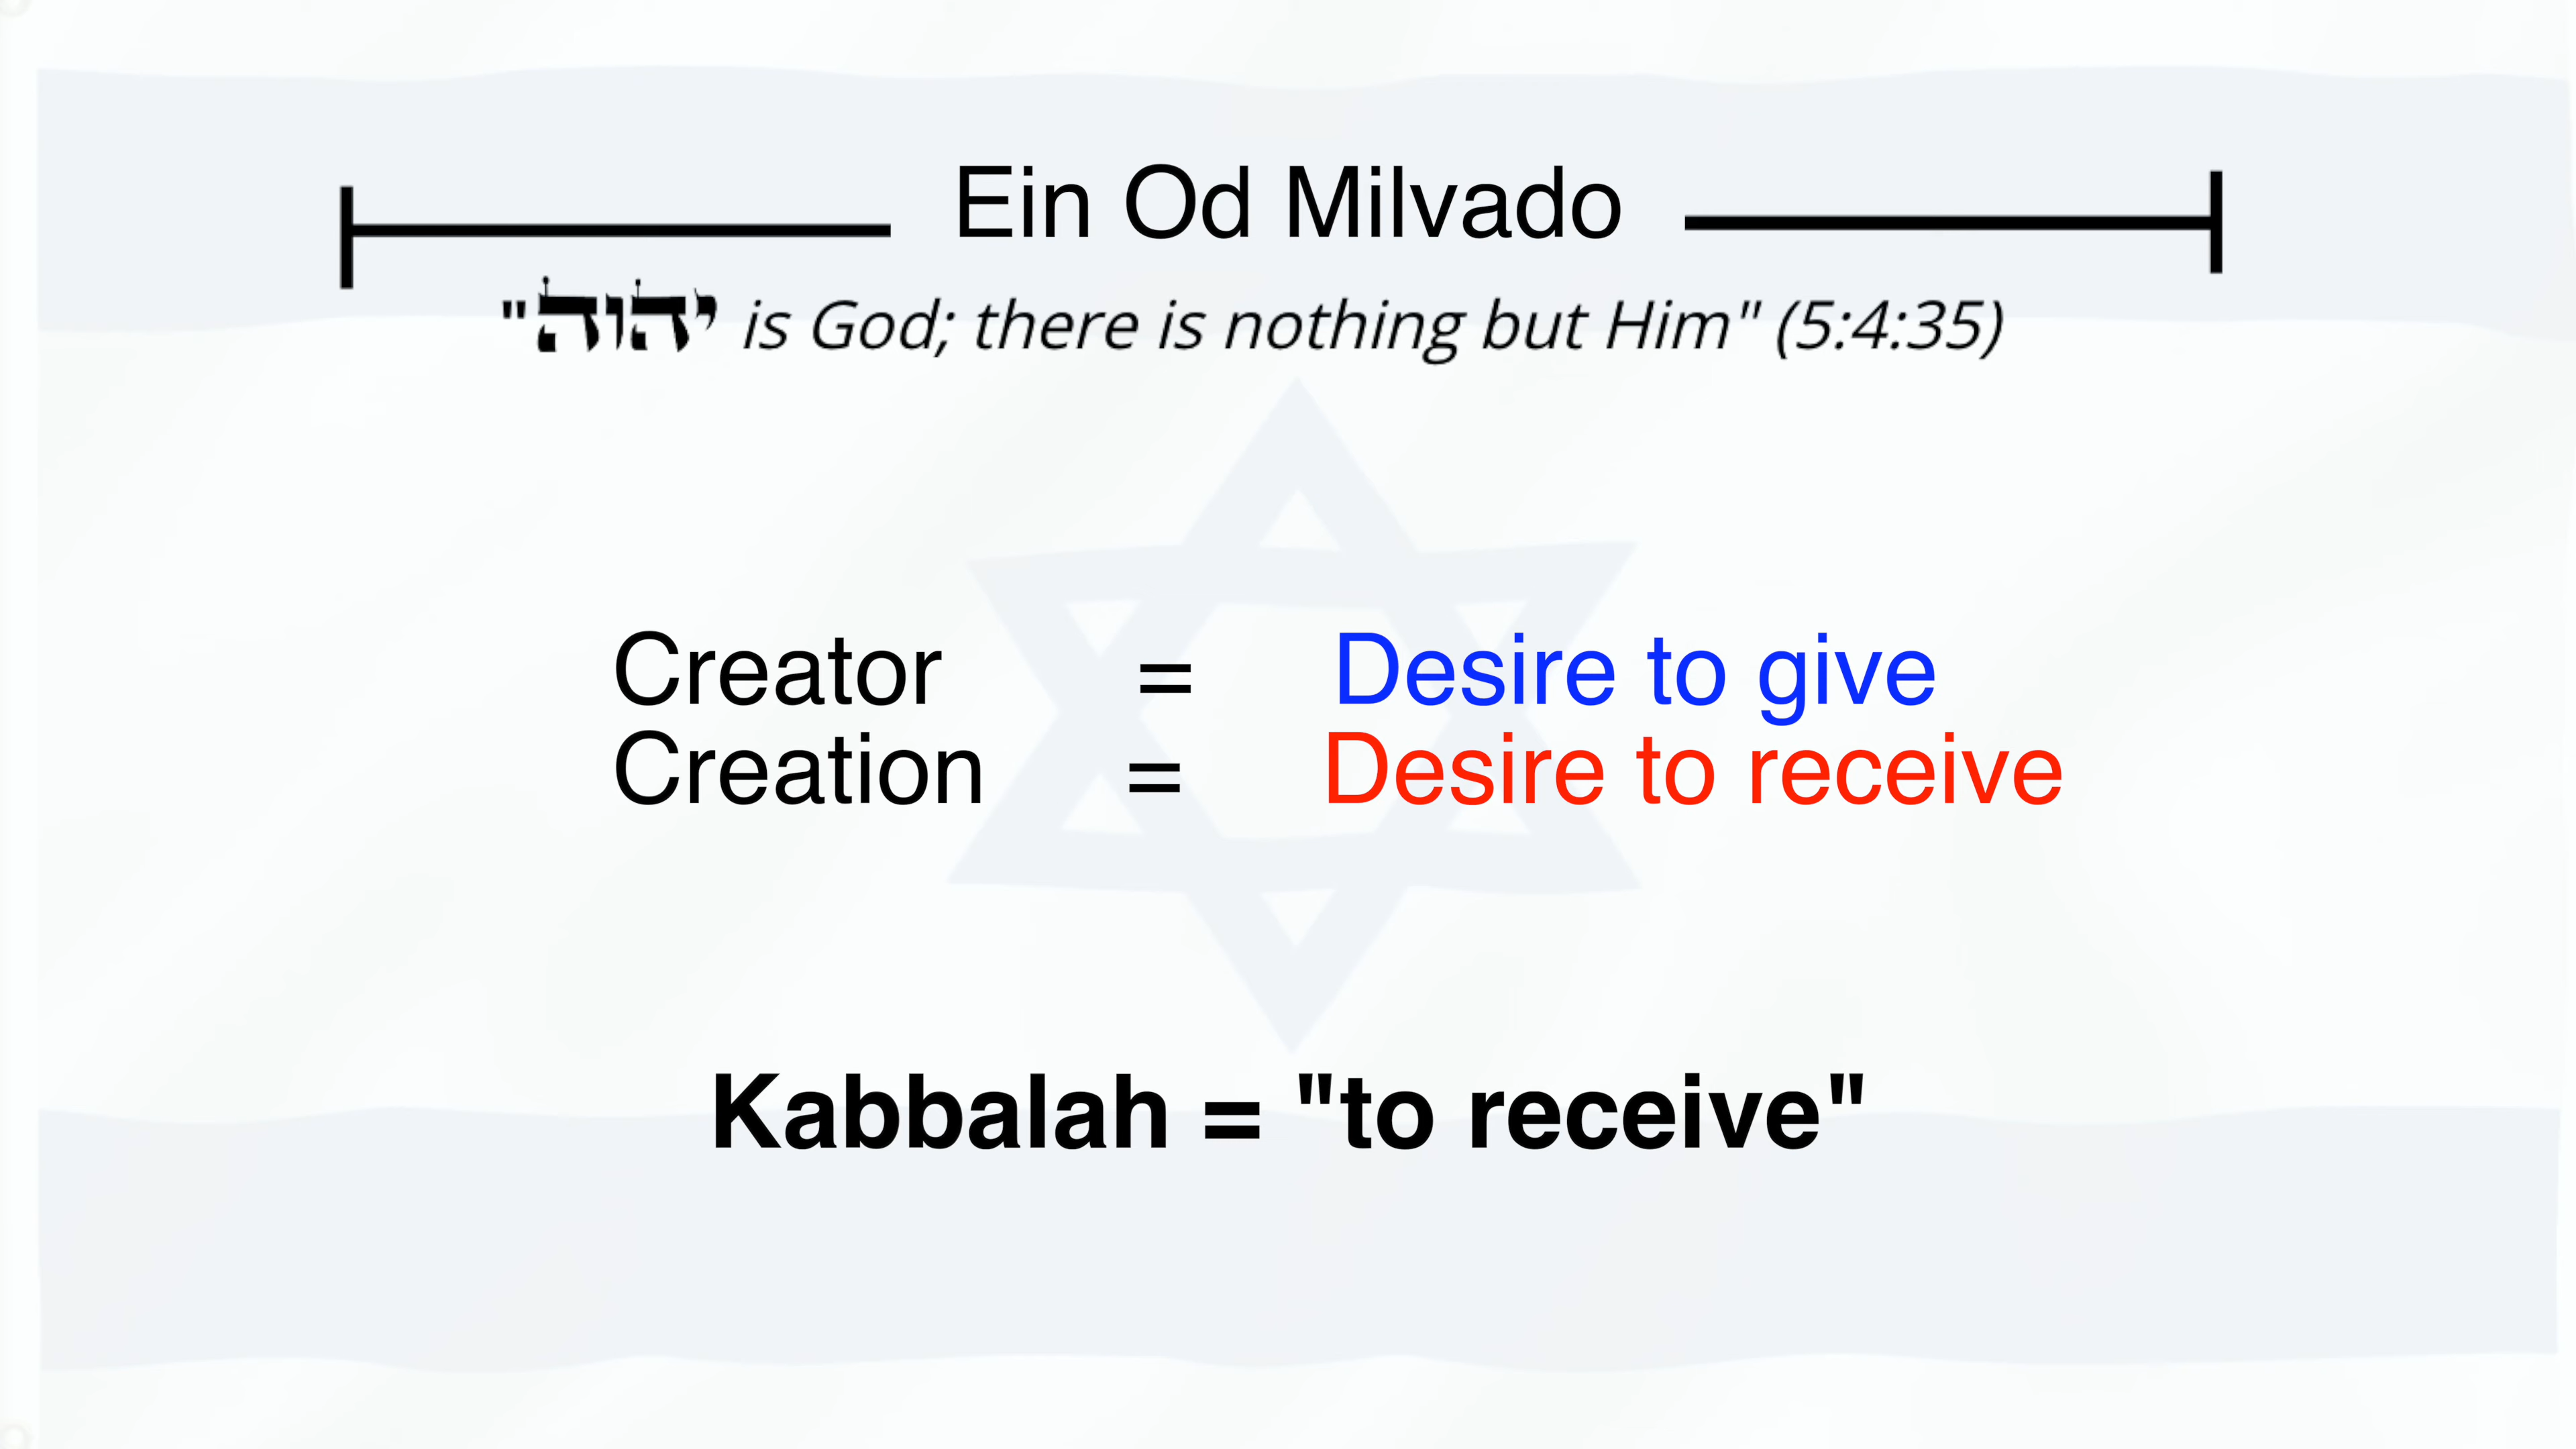 Ein Od Milvado
"יהוה is God; there is nothing but Him" (5:4:35)
Creator = Desire to give
Creation = Desire to receive
Kabbalah = "to receive"